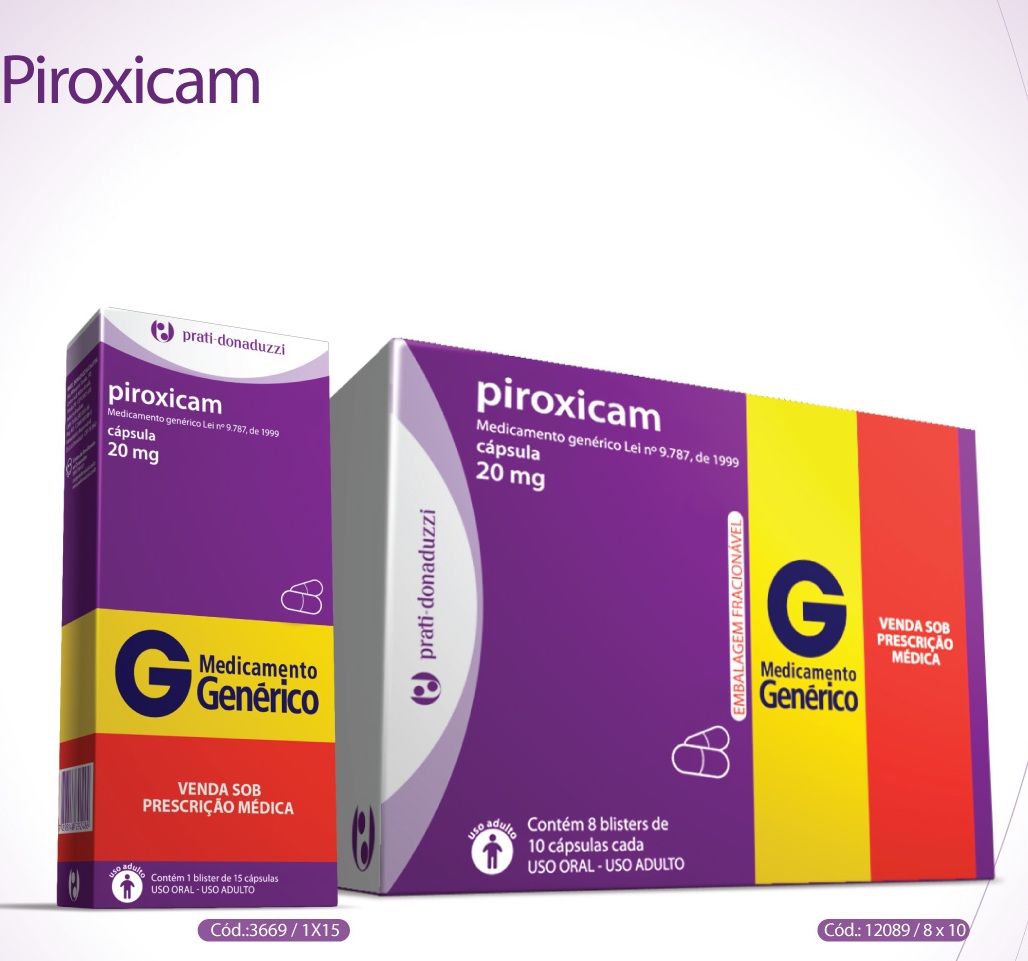 Piroxicam
prati-donaduzzi
piroxicam
Medicamento genérico Lei nº 9.787, de 1999
cápsula
20 mg
G Medicamento
Genérico
VENDA SOB
PRESCRIÇÃO MÉDICA
uso adulto
Contém 1 blister de 15 cápsulas
USO ORAL - USO ADULTO
Cód.:3669 / 1X15
prati-donaduzzi
piroxicam
Medicamento genérico Lei nº 9.787, de 1999
cápsula
20 mg
EMBALAGEM FRACIONÁVEL
G
Medicamento
Genérico
VENDA SOB
PRESCRIÇÃO
MÉDICA
uso adulto
Contém 8 blisters de
10 cápsulas cada
USO ORAL - USO ADULTO
Cód.: 12089 / 8 x 10